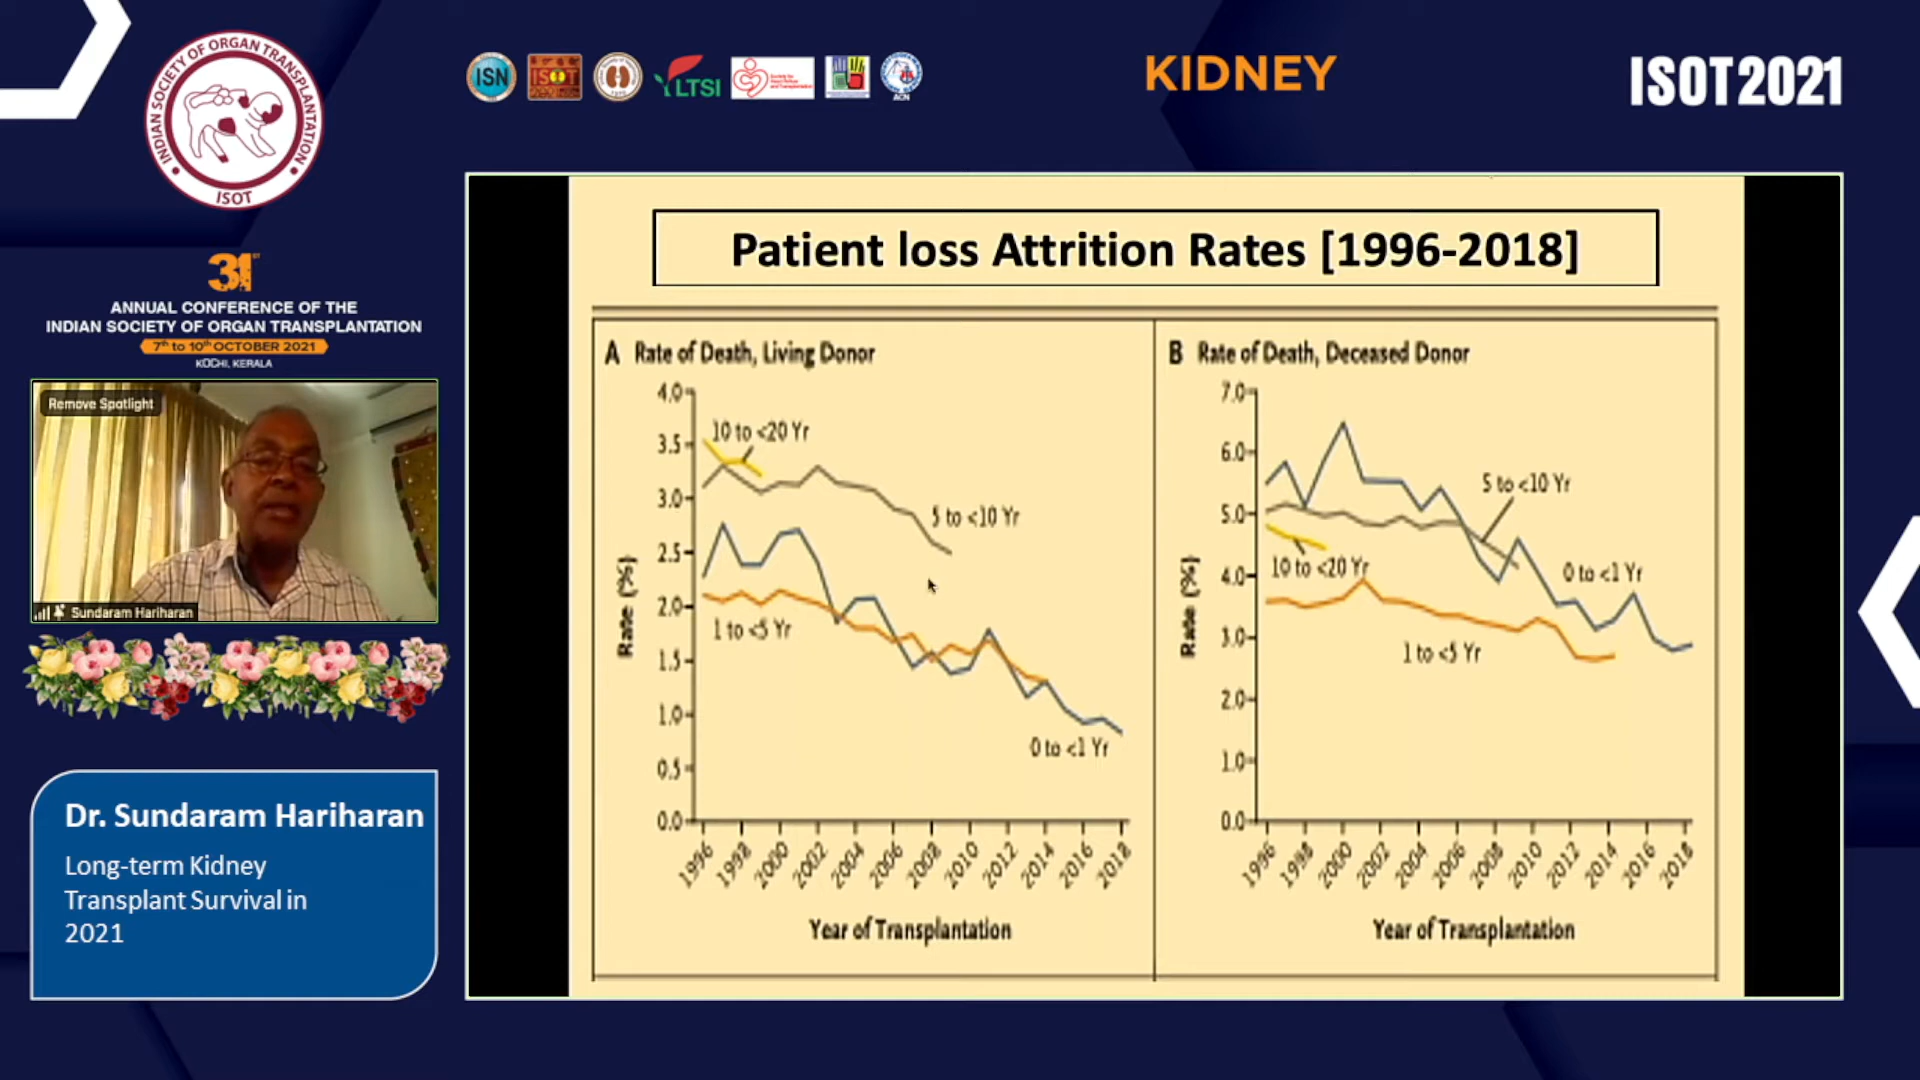 INDIAN SOCIETY OF ORGAN TRANSPLANTATION
ISOT
ISN
ISOT
LTSI
ACN
KIDNEY
ISOT2021
31ST
ANNUAL CONFERENCE OF THE
INDIAN SOCIETY OF ORGAN TRANSPLANTATION
7th to 10th OCTOBER 2021
KOCHI, KERALA
Remove Spotlight
Sundaram Hariharan
Dr. Sundaram Hariharan
Long-term Kidney
Transplant Survival in
2021
Patient loss Attrition Rates [1996-2018]
A Rate of Death, Living Donor
4.0
3.5
3.0
2.5
2.0
1.5
1.0
0.5
0.0
Rate (%)
10 to <20 Yr
5 to <10 Yr
1 to <5 Yr
0 to <1 Yr
1996 1998 2000 2002 2004 2006 2008 2010 2012 2014 2016 2018
Year of Transplantation
B Rate of Death, Deceased Donor
7.0
6.0
5.0
4.0
3.0
2.0
1.0
0.0
Rate (%)
5 to <10 Yr
10 to <20 Yr
0 to <1 Yr
1 to <5 Yr
1996 1998 2000 2002 2004 2006 2008 2010 2012 2014 2016 2018
Year of Transplantation